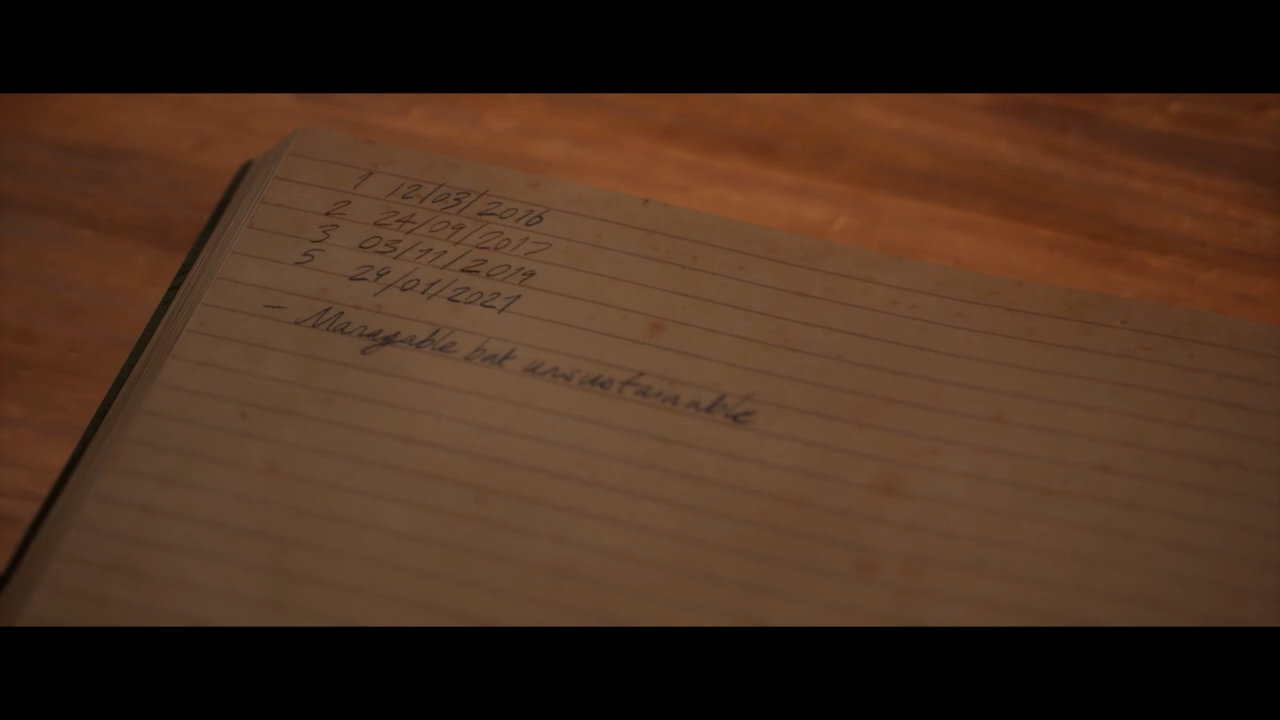 1 12/03/2016
2 24/09/2017
3 03/11/2019
5 29/01/2021
- Manageable but unsustainable